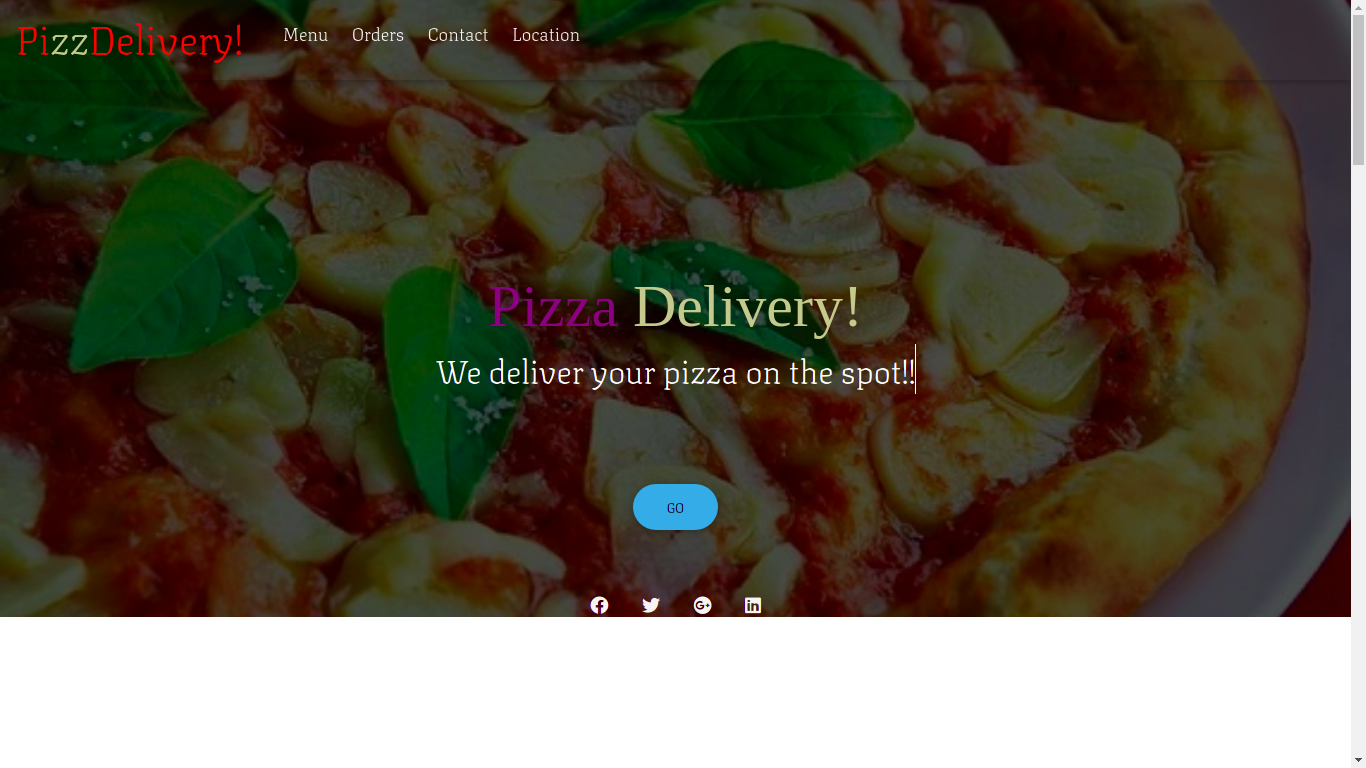 PizzDelivery!
Menu Orders Contact Location
Pizza Delivery!
We deliver your pizza on the spot!!
GO